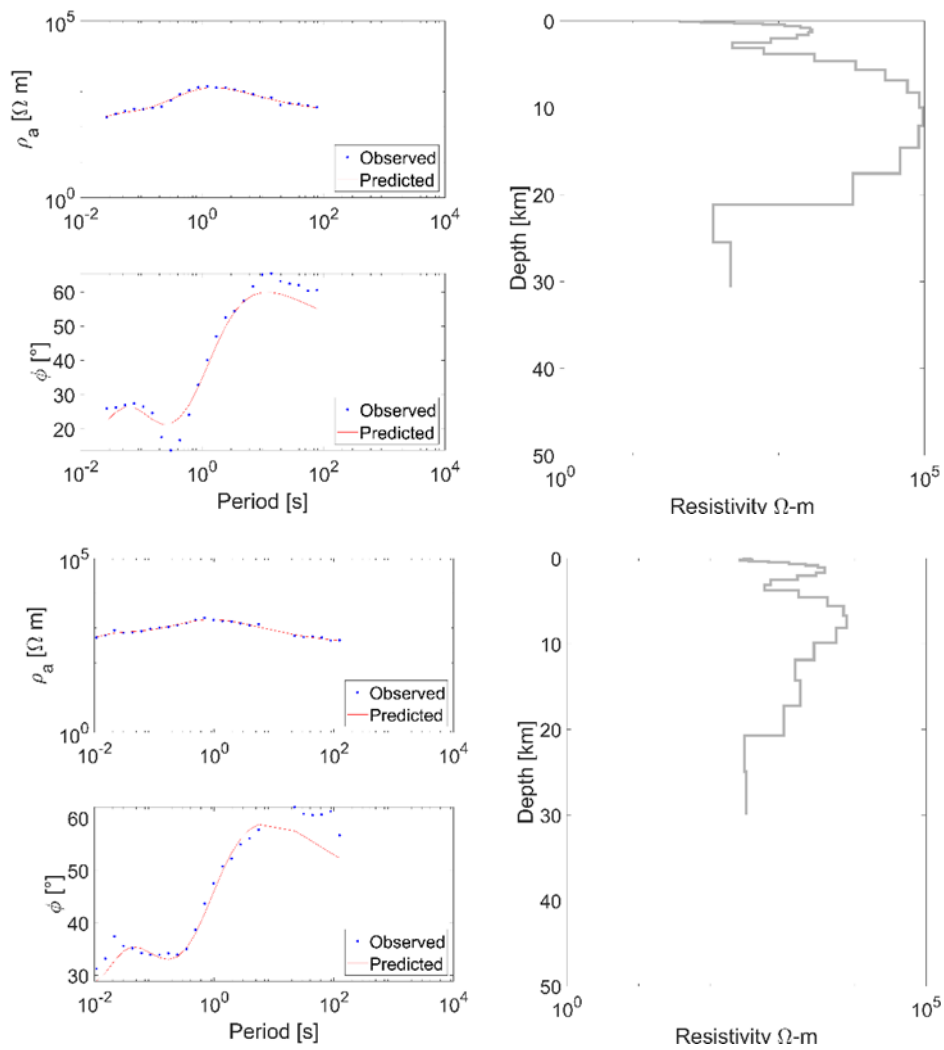 10^5
ρ_a [Ω m]
Observed
Predicted
10^0
10^-2 10^0 10^2 10^4
60
50
40
30
20
ϕ [°]
Observed
Predicted
10^-2 10^0 10^2 10^4
Period [s]
0
10
20
30
40
50
Depth [km]
10^0 10^5
Resistivity Ω-m
10^5
ρ_a [Ω m]
Observed
Predicted
10^0
10^-2 10^0 10^2 10^4
60
50
40
30
ϕ [°]
Observed
Predicted
10^-2 10^0 10^2 10^4
Period [s]
0
10
20
30
40
50
Depth [km]
10^0 10^5
Resistivity Ω-m